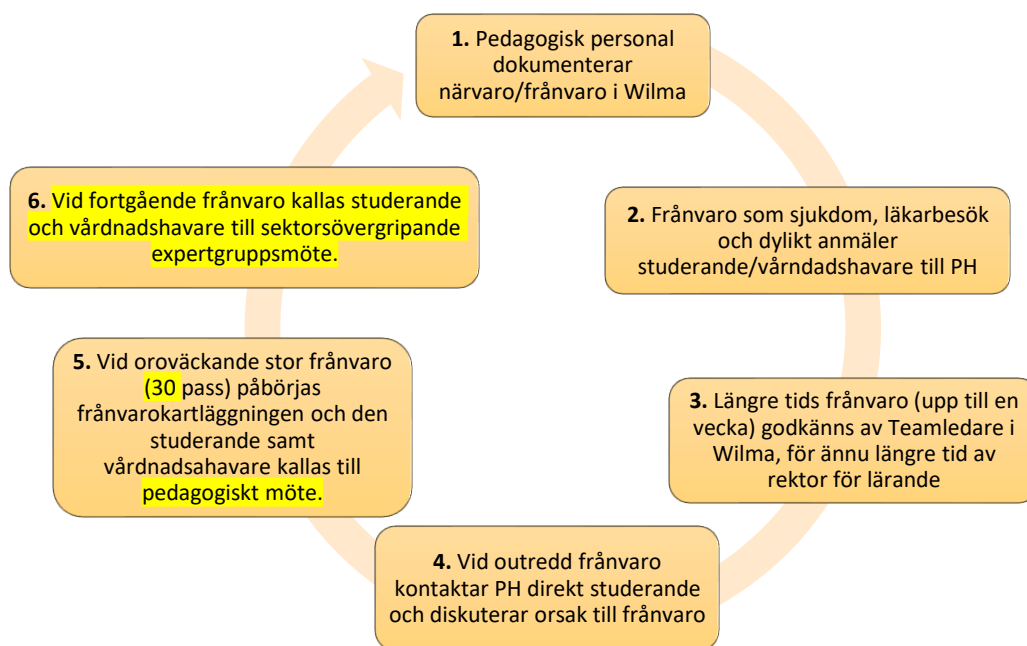 1. Pedagogisk personal
dokumenterar
närvaro/frånvaro i Wilma
2. Frånvaro som sjukdom, läkarbesök
och dylikt anmäler
studerande/vårndadshavare till PH
3. Längre tids frånvaro (upp till en
vecka) godkänns av Teamledare i
Wilma, för ännu längre tid av
rektor för lärande
4. Vid outredd frånvaro
kontaktar PH direkt studerande
och diskuterar orsak till frånvaro
5. Vid oroväckande stor frånvaro
(30 pass) påbörjas
frånvarokartläggningen och den
studerande samt
vårdnadsahavare kallas till
pedagogiskt möte.
6. Vid fortgående frånvaro kallas studerande
och vårdnadshavare till sektorsövergripande
expertgruppsmöte.